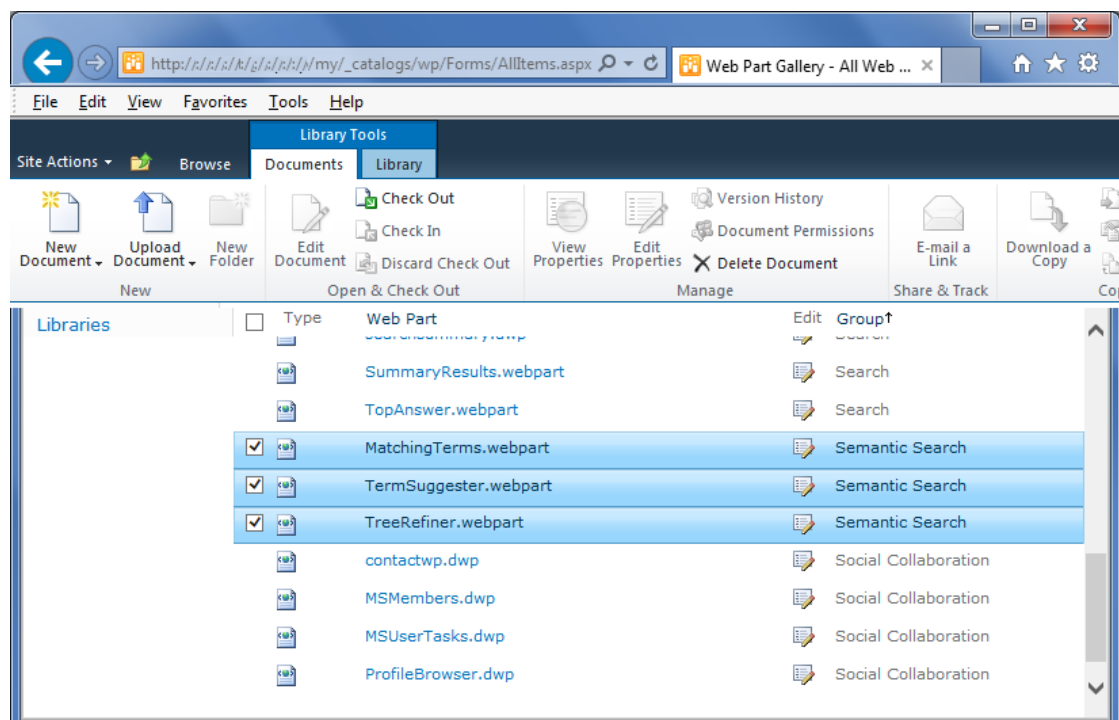 http:// /my/_catalogs/wp/Forms/AllItems.aspx
Web Part Gallery - All Web ...
File Edit View Favorites Tools Help
Library Tools
Site Actions Browse Documents Library
New Document
Upload Document
New Folder
New
Edit Document
Check Out
Check In
Discard Check Out
Open & Check Out
View Properties
Edit Properties
Version History
Document Permissions
Delete Document
Manage
E-mail a Link
Share & Track
Download a Copy
Libraries
Type Web Part Edit Group
SummaryResults.webpart Search
TopAnswer.webpart Search
MatchingTerms.webpart Semantic Search
TermSuggester.webpart Semantic Search
TreeRefiner.webpart Semantic Search
contactwp.dwp Social Collaboration
MSMembers.dwp Social Collaboration
MSUserTasks.dwp Social Collaboration
ProfileBrowser.dwp Social Collaboration